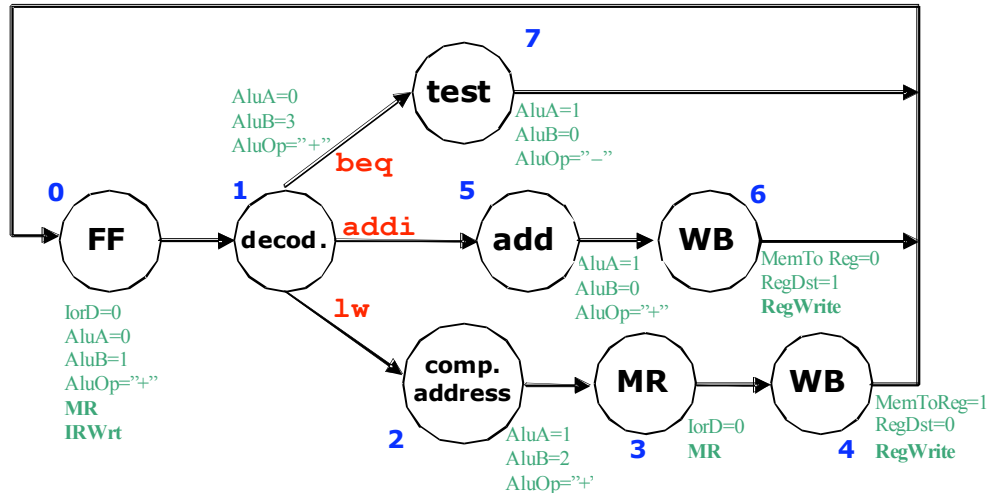 7
test
AluA=0
AluB=3
AluOp=”+”
AluA=1
AluB=0
AluOp=”–”
beq
0
1
5
6
FF
decod.
addi
add
WB
AluA=1
AluB=0
AluOp=”+”
MemTo Reg=0
RegDst=1
RegWrite
IorD=0
AluA=0
AluB=1
AluOp=”+”
MR
IRWrt
lw
comp.
address
MR
WB
2
AluA=1
AluB=2
AluOp=”+’
3
IorD=0
MR
4
MemToReg=1
RegDst=0
RegWrite